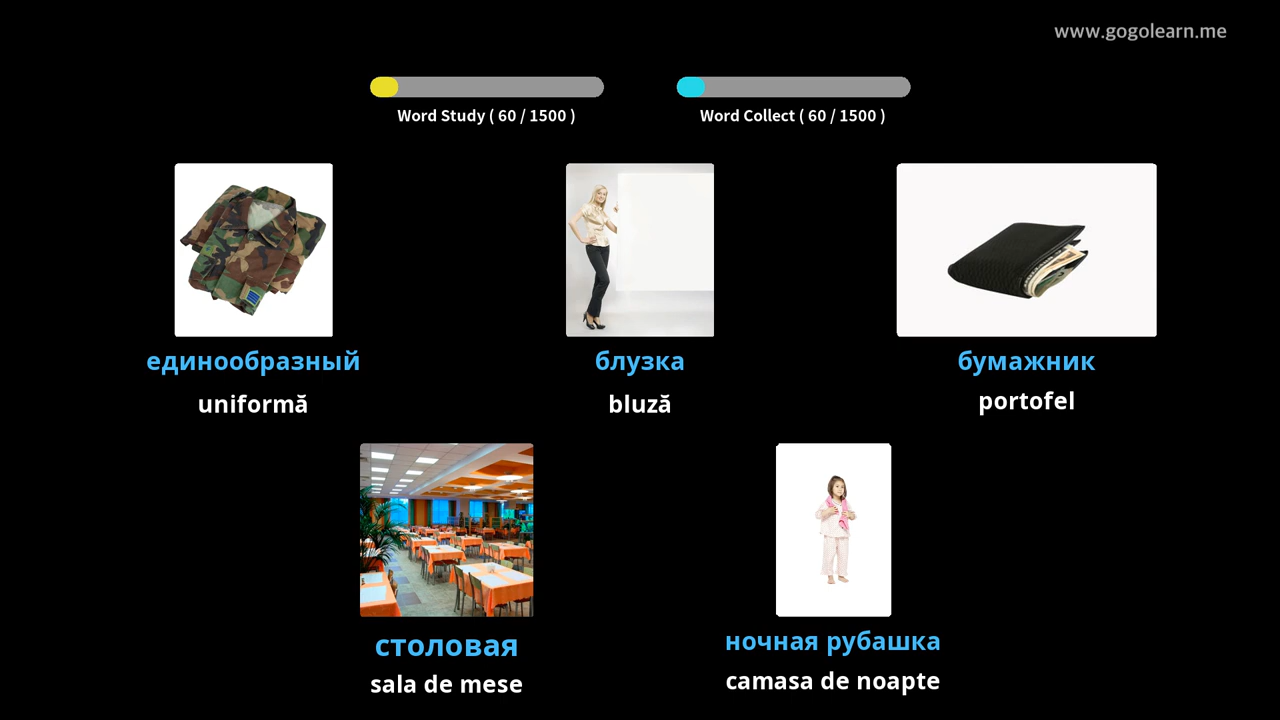 www.gogolearn.me
Word Study ( 60 / 1500 )
Word Collect ( 60 / 1500 )
единообразный
uniformă
блузка
bluză
бумажник
portofel
столовая
sala de mese
ночная рубашка
camasa de noapte